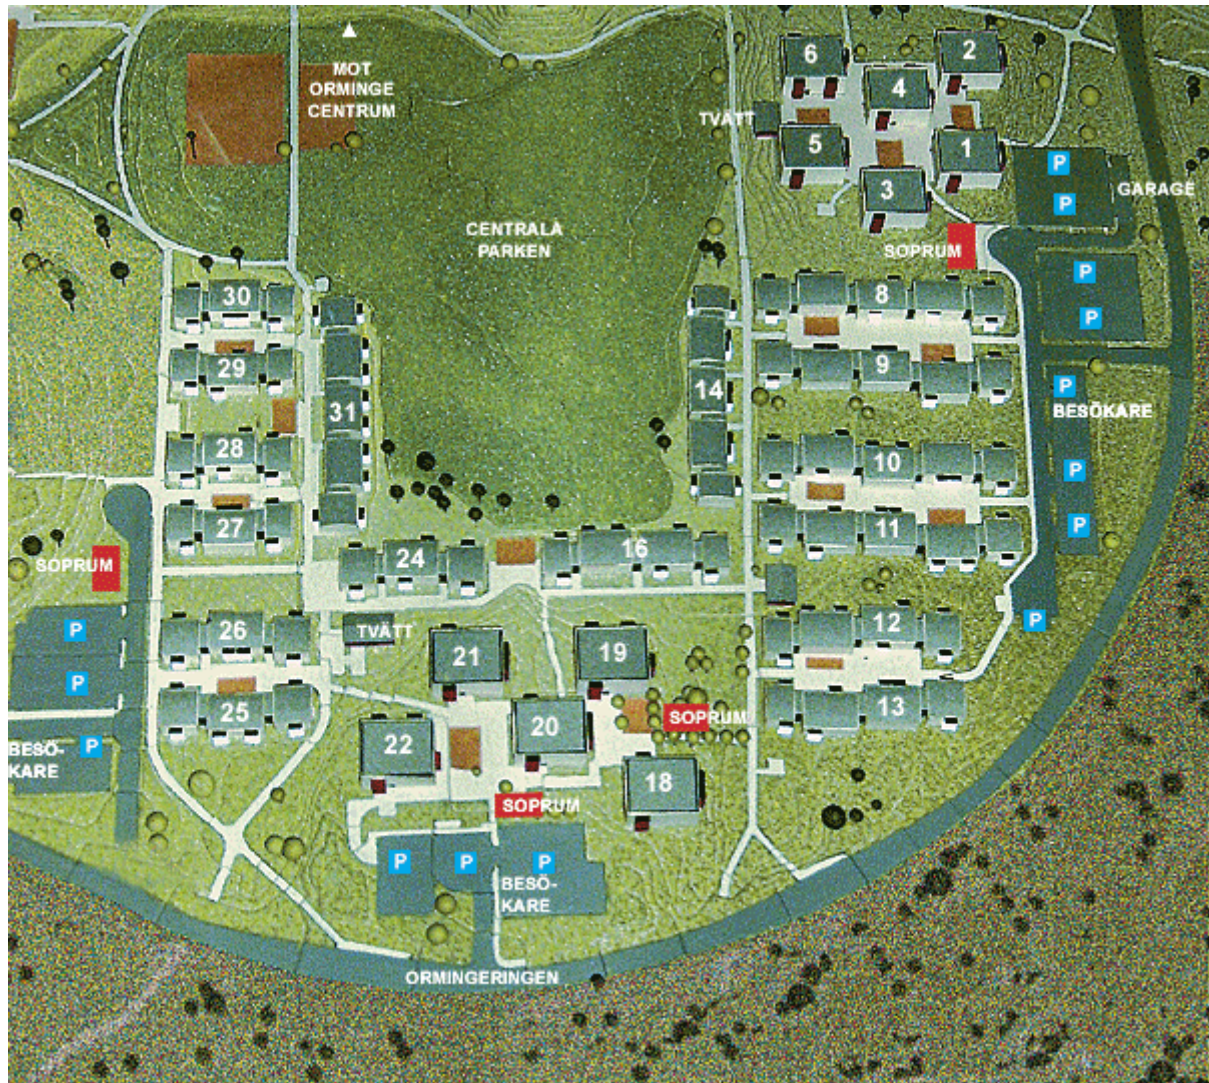 MOT
ORMINGE
CENTRUM
6
2
4
TVÄTT
5
1
3
P
P
GARAGE
CENTRALA
PARKEN
SOPRUM
P
P
30
8
29
9
14
31
P
BESÖKARE
28
10
P
27
11
P
SOPRUM
24
16
P
26
TVÄTT
12
P
21
19
P
25
20
SOPRUM
13
22
BESÖ-
KARE
P
18
SOPRUM
P
P
P
BESÖ-
KARE
ORMINGERINGEN